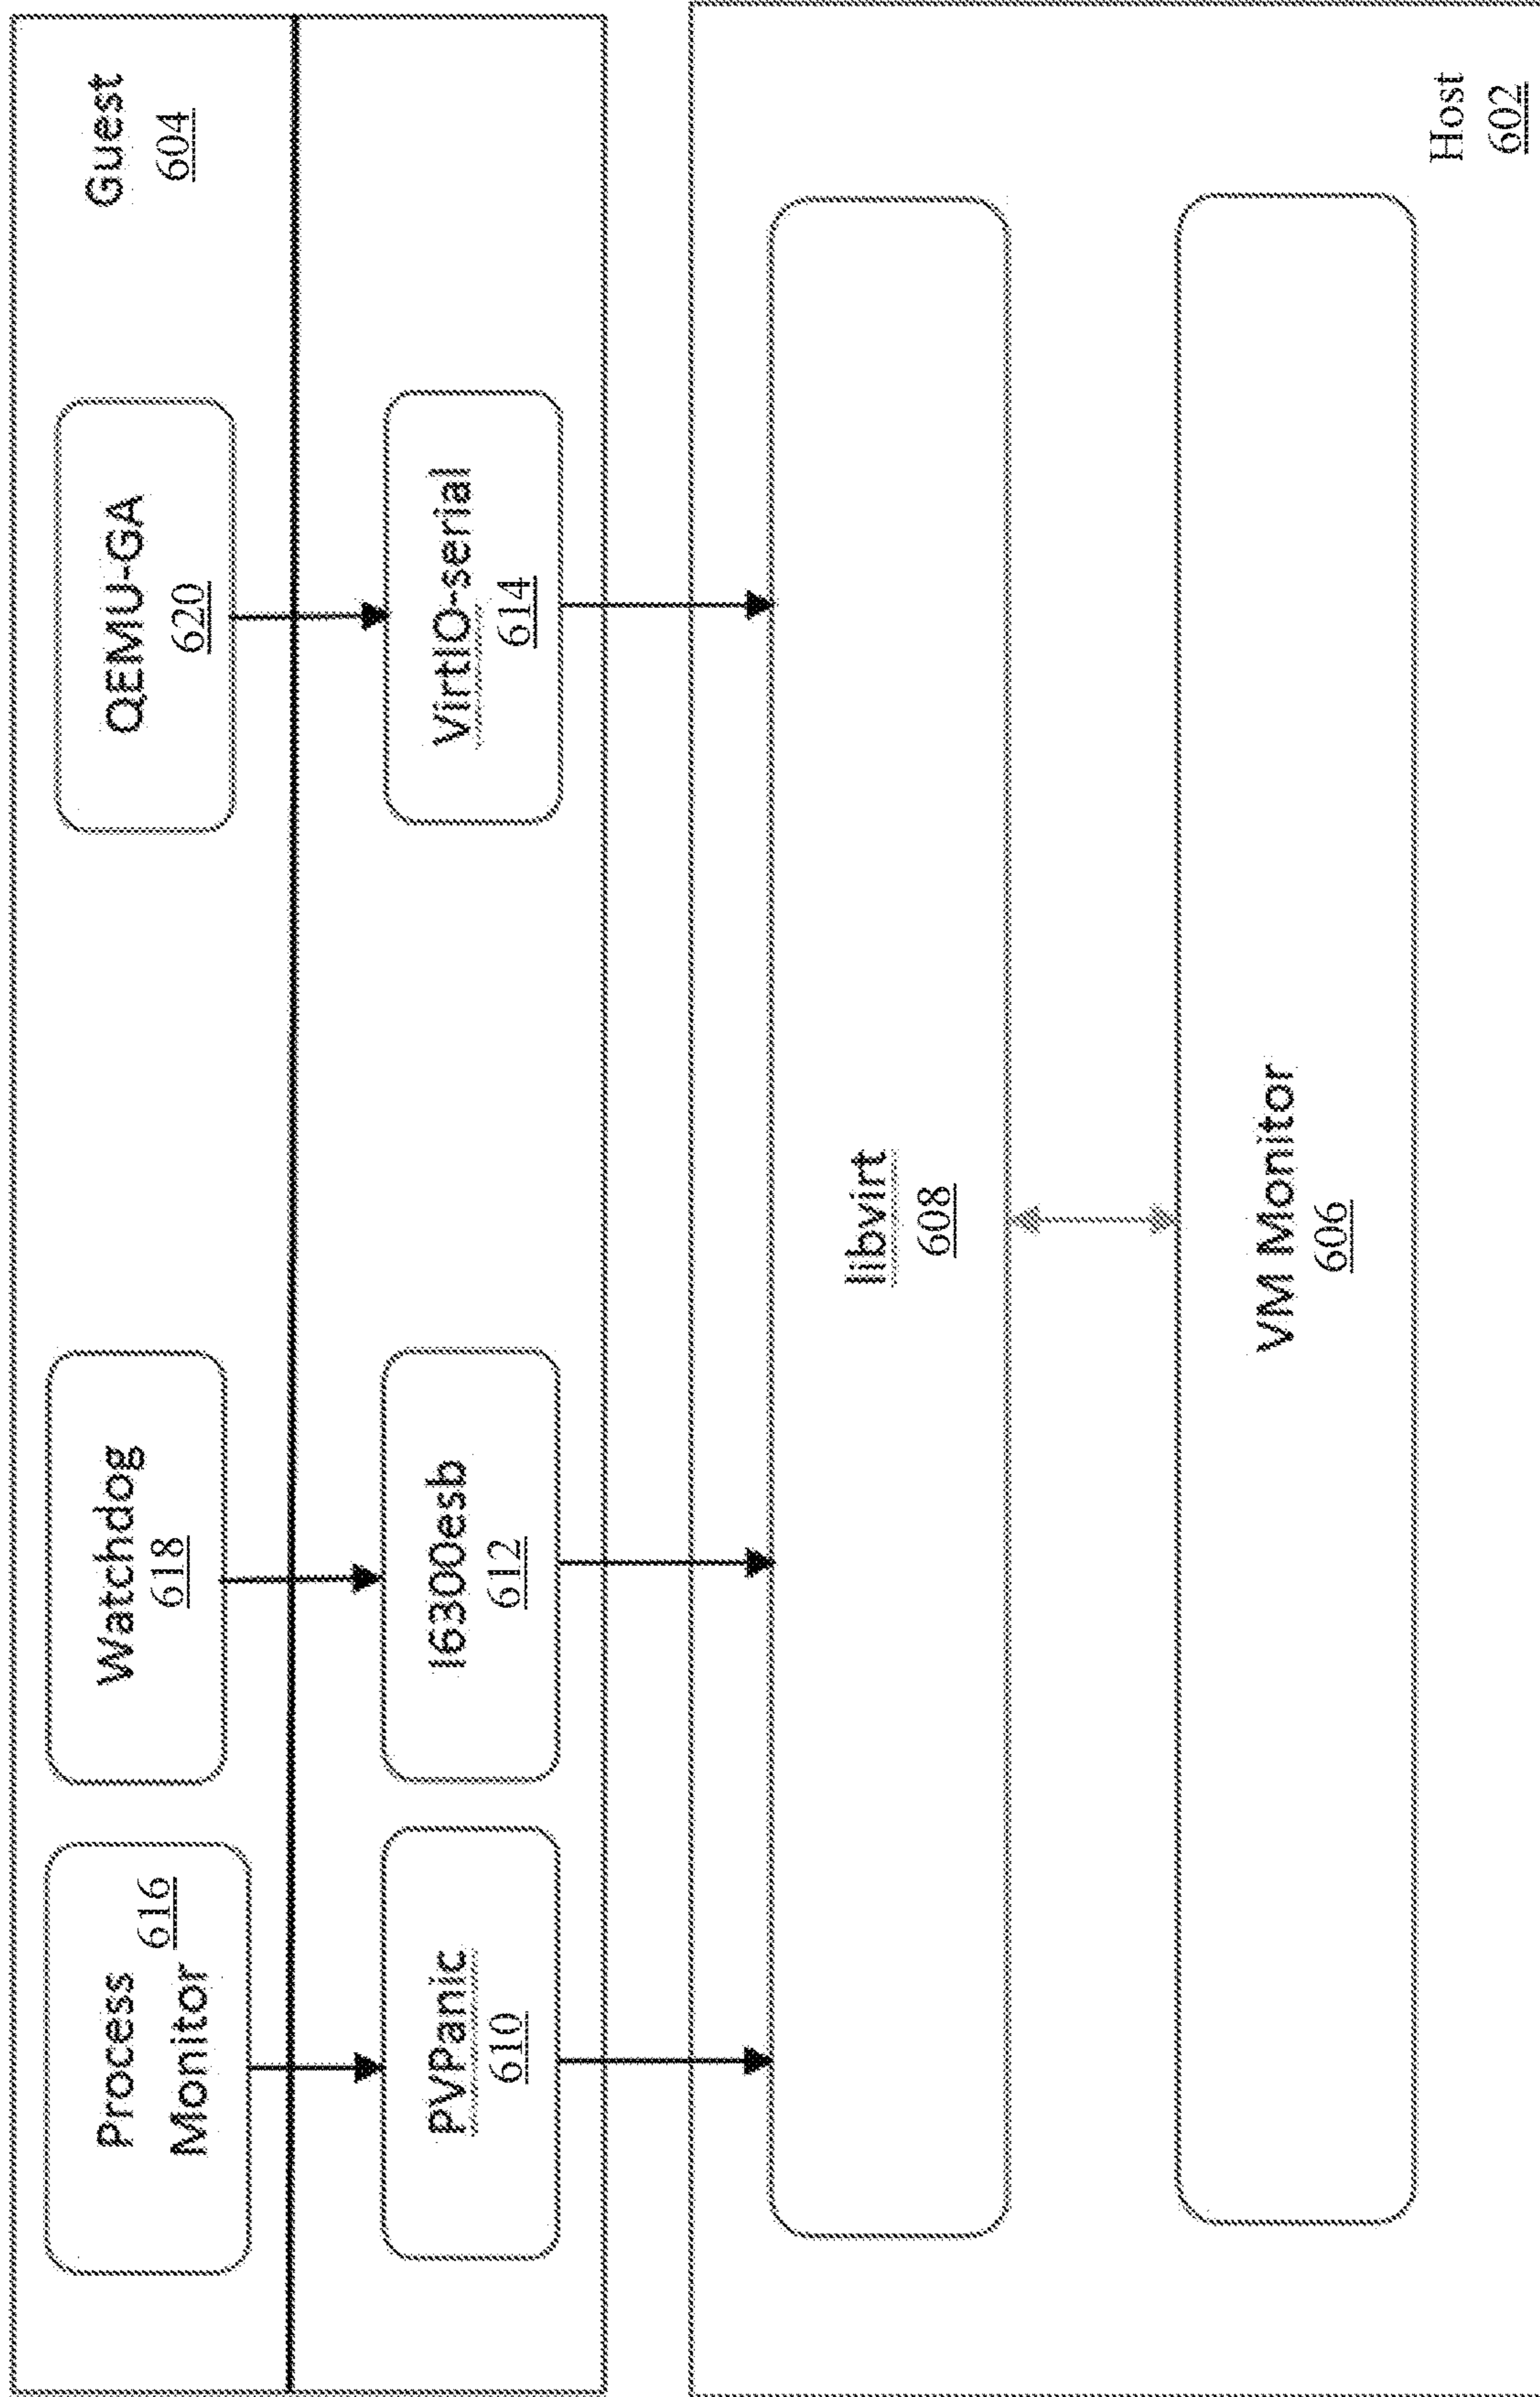 Guest
604
Process
616
Monitor
Watchdog
618
QEMU-GA
620
PVPanic
610
I6300esb
612
VirtIO-serial
614
libvirt
608
VM Monitor
606
Host
602